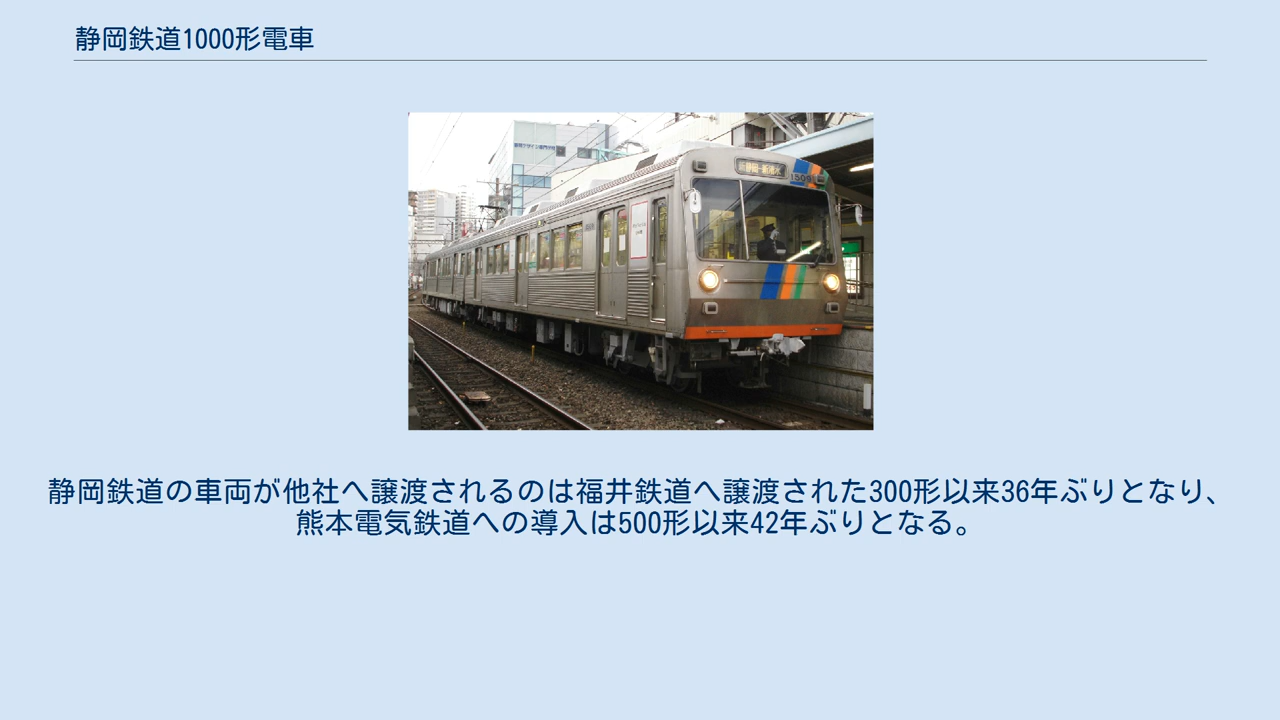 静岡鉄道1000形電車
静岡鉄道の車両が他社へ譲渡されるのは福井鉄道へ譲渡された300形以来36年ぶりとなり、
熊本電気鉄道への導入は500形以来42年ぶりとなる。